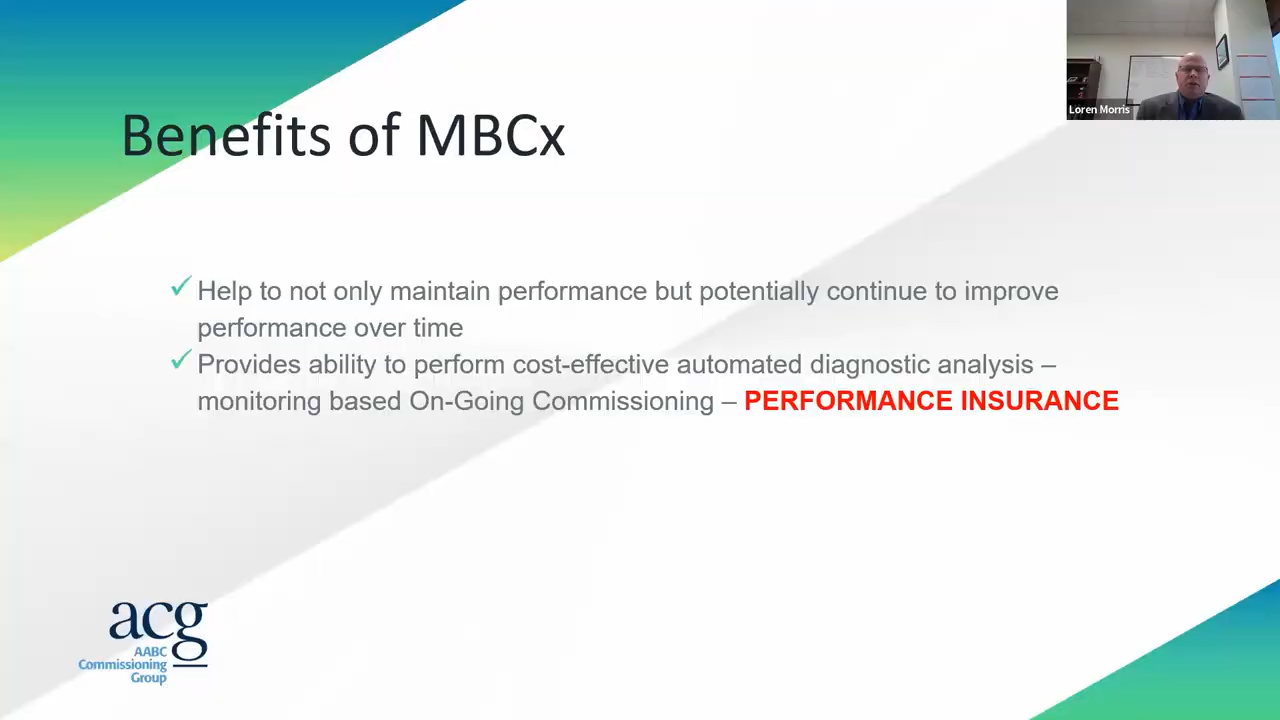 Loren Morris
Benefits of MBCx
✓ Help to not only maintain performance but potentially continue to improve
performance over time
✓ Provides ability to perform cost-effective automated diagnostic analysis –
monitoring based On-Going Commissioning – PERFORMANCE INSURANCE
acg
AABC
Commissioning
Group